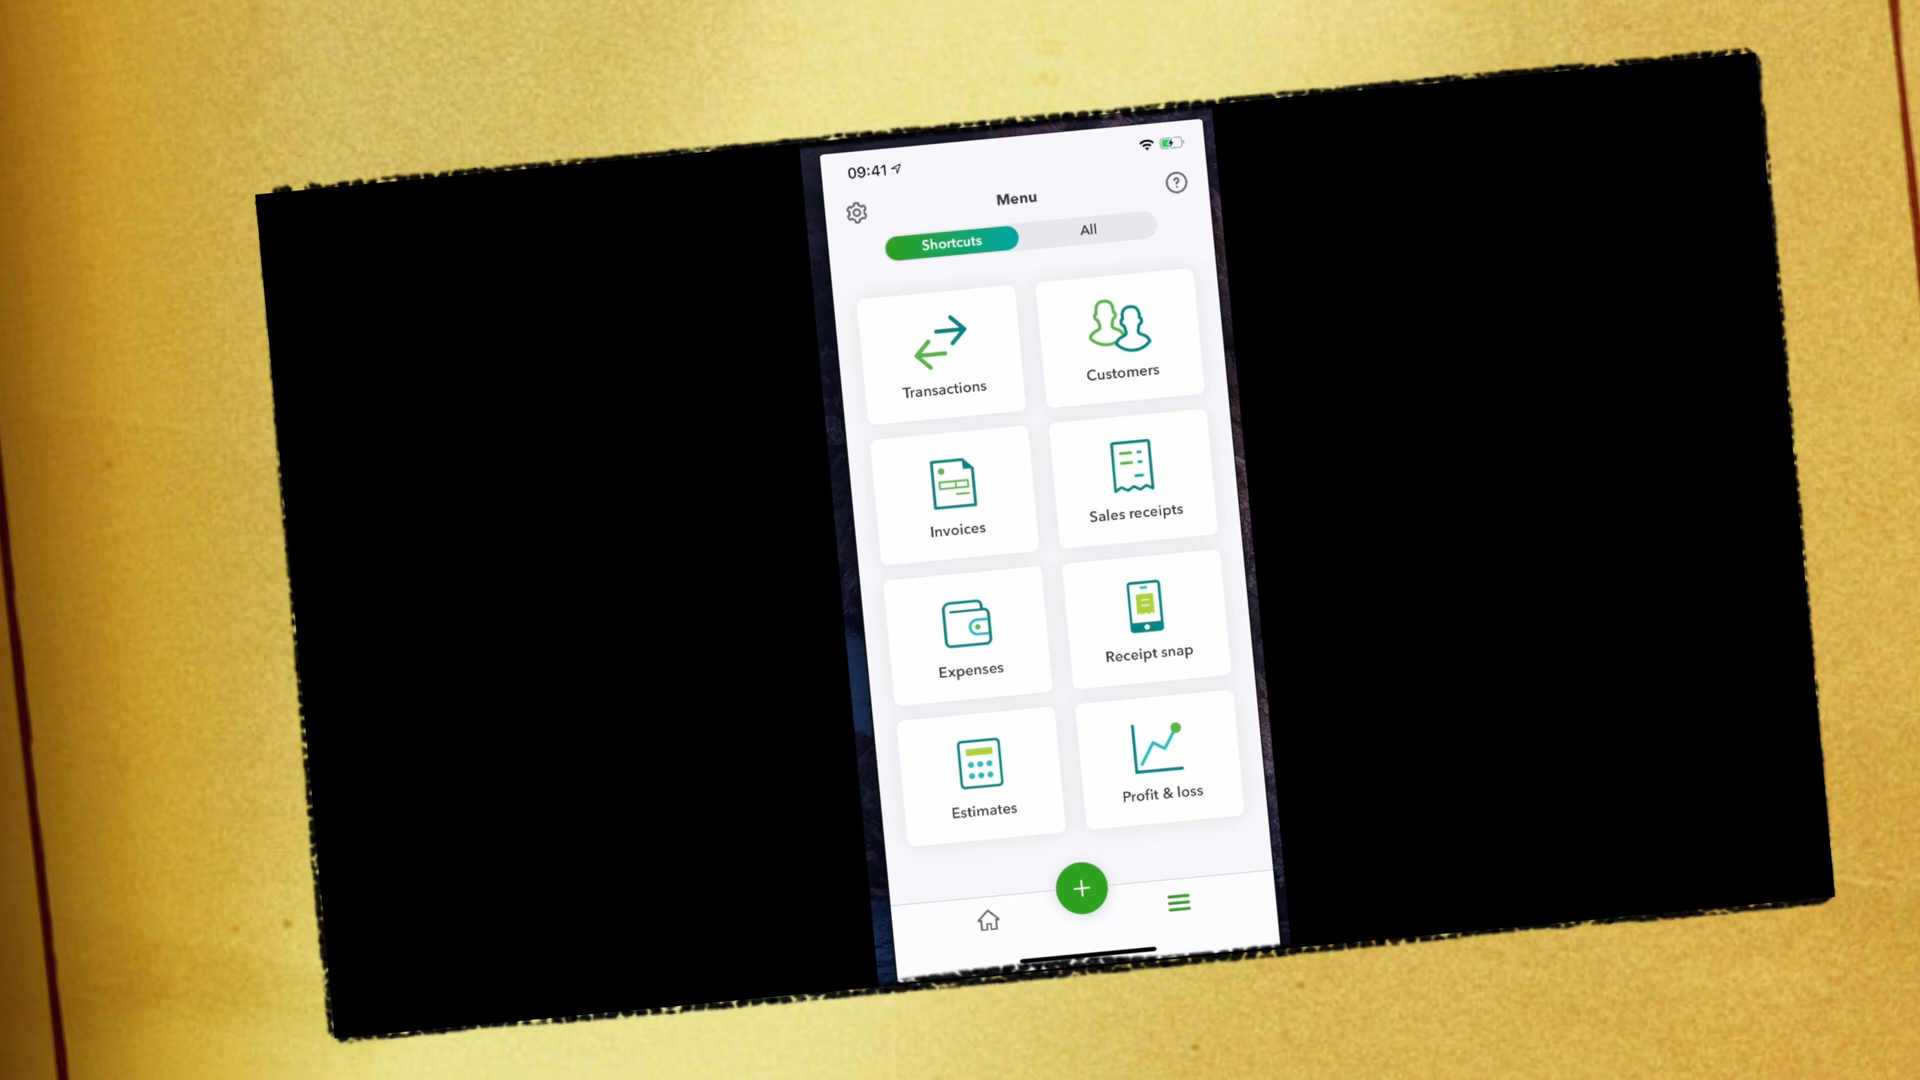 09:41
Menu
Shortcuts
All
Transactions
Customers
Invoices
Sales receipts
Expenses
Receipt snap
Estimates
Profit & loss